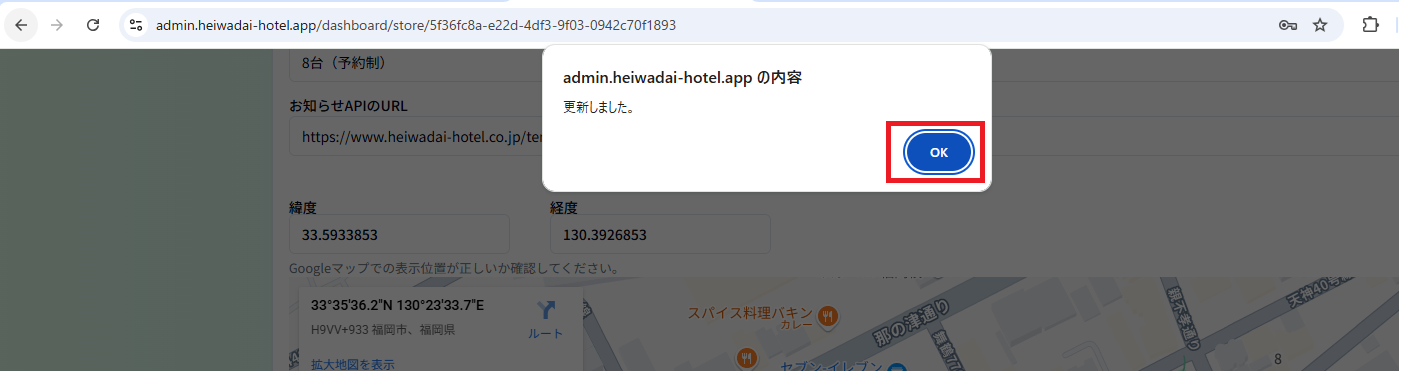 admin.heiwadai-hotel.app/dashboard/store/5f36fc8a-e22d-4df3-9f03-0942c70f1893
admin.heiwadai-hotel.app の内容
更新しました。
OK
8台（予約制）
お知らせAPIのURL
https://www.heiwadai-hotel.co.jp/
緯度
経度
33.5933853
130.3926853
Googleマップでの表示位置が正しいか確認してください。
33°35'36.2"N 130°23'33.7"E
H9VV+933 福岡市、福岡県
ルート
拡大地図を表示
スパイス料理バキン
カレー
那の津通り
セブン-イレブン
天神40号
8